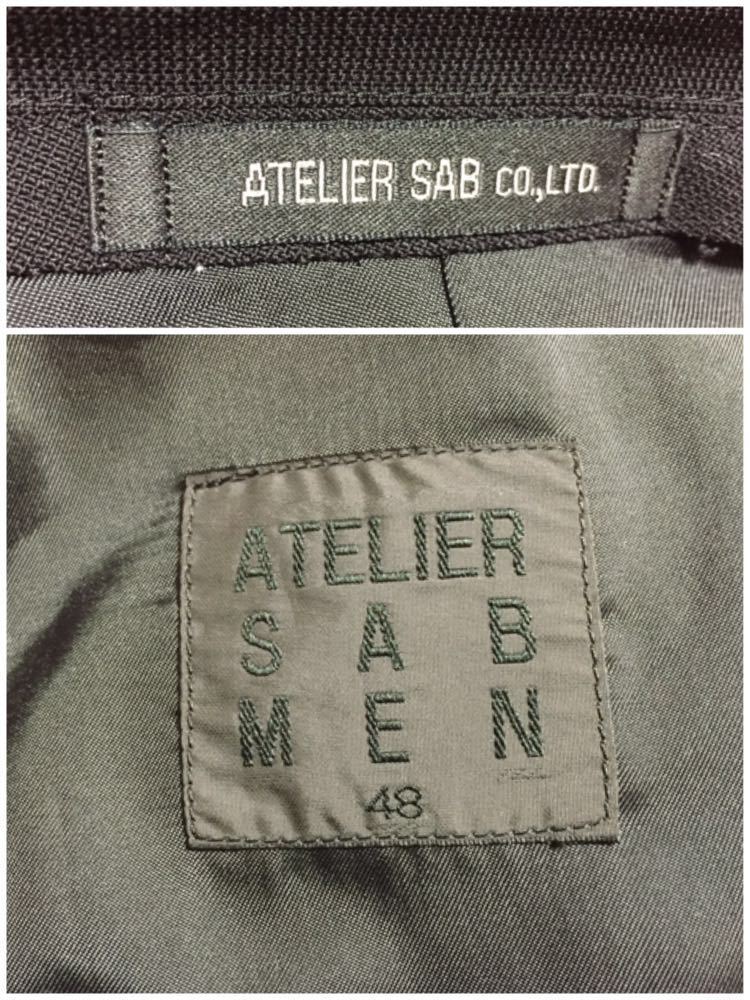 ATELIER SAB CO.,LTD.
ATELIER
S A B
M E N
48